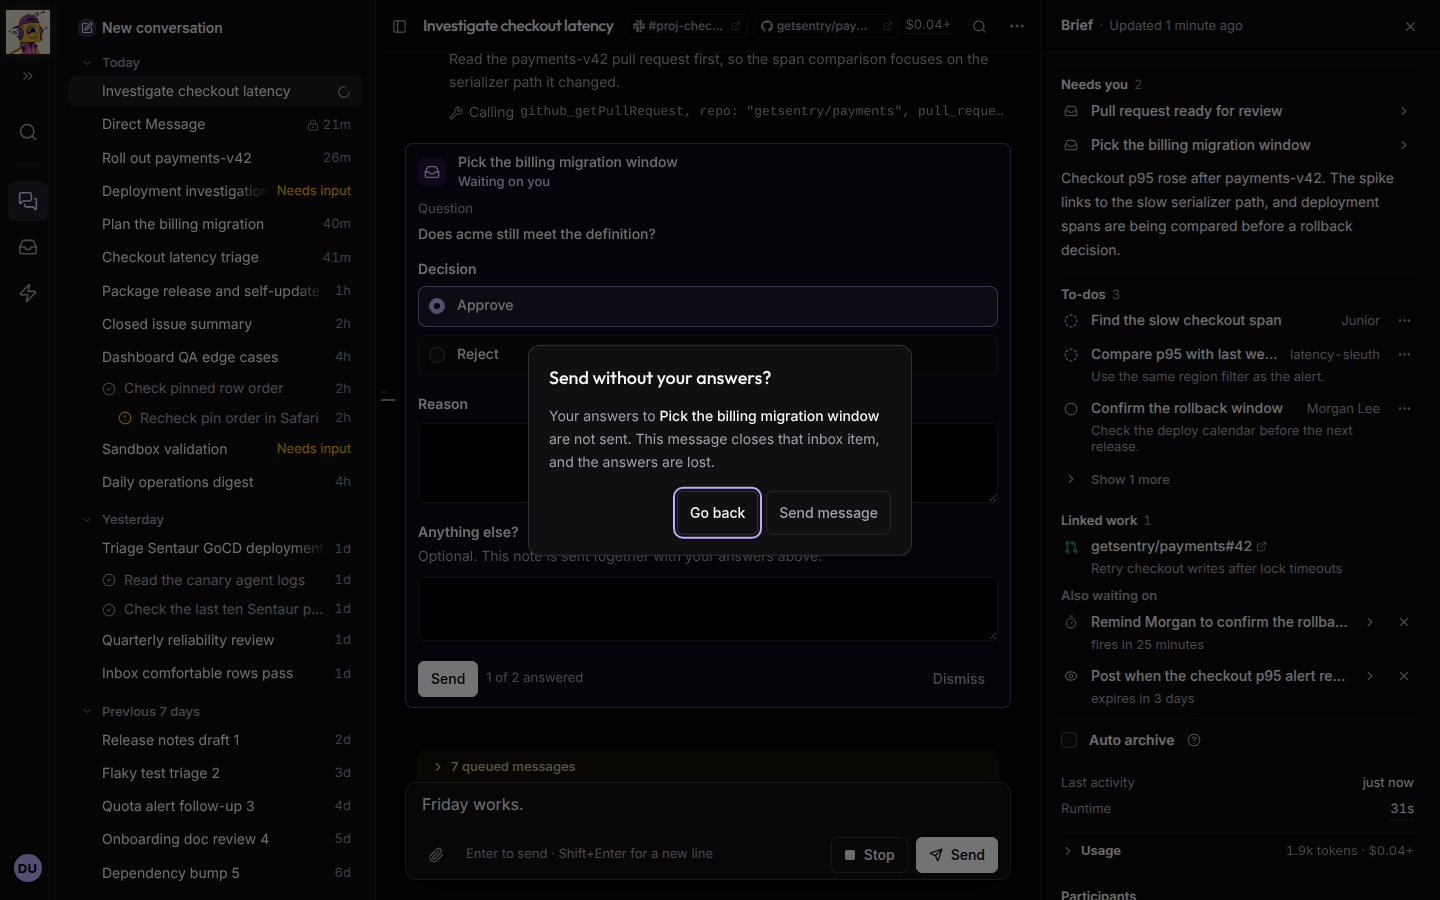 New conversation
Today
Investigate checkout latency
Direct Message 21m
Roll out payments-v42 26m
Deployment investigation Needs input
Plan the billing migration 40m
Checkout latency triage 41m
Package release and self-update 1h
Closed issue summary 2h
Dashboard QA edge cases 4h
Check pinned row order 2h
Recheck pin order in Safari 2h
Sandbox validation Needs input
Daily operations digest 4h
Yesterday
Triage Sentaur GoCD deployment 1d
Read the canary agent logs 1d
Check the last ten Sentaur p... 1d
Quarterly reliability review 1d
Inbox comfortable rows pass 1d
Previous 7 days
Release notes draft 1 2d
Flaky test triage 2 3d
Quota alert follow-up 3 4d
Onboarding doc review 4 5d
Dependency bump 5 6d
DU
Investigate checkout latency #proj-chec... getsentry/pay... $0.04+
Read the payments-v42 pull request first, so the span comparison focuses on the
serializer path it changed.
Calling github_getPullRequest, repo: "getsentry/payments", pull_reque...
Pick the billing migration window
Waiting on you
Question
Does acme still meet the definition?
Decision
Approve
Reject
Reason
Anything else?
Optional. This note is sent together with your answers above.
Send 1 of 2 answered Dismiss
Send without your answers?
Your answers to Pick the billing migration window
are not sent. This message closes that inbox item,
and the answers are lost.
Go back Send message
7 queued messages
Friday works.
Enter to send · Shift+Enter for a new line Stop Send
Brief · Updated 1 minute ago
Needs you 2
Pull request ready for review
Pick the billing migration window
Checkout p95 rose after payments-v42. The spike
links to the slow serializer path, and deployment
spans are being compared before a rollback
decision.
To-dos 3
Find the slow checkout span Junior
Compare p95 with last we... latency-sleuth
Use the same region filter as the alert.
Confirm the rollback window Morgan Lee
Check the deploy calendar before the next
release.
Show 1 more
Linked work 1
getsentry/payments#42
Retry checkout writes after lock timeouts
Also waiting on
Remind Morgan to confirm the rollba...
fires in 25 minutes
Post when the checkout p95 alert re...
expires in 3 days
Auto archive
Last activity just now
Runtime 31s
Usage 1.9k tokens · $0.04+
Participants